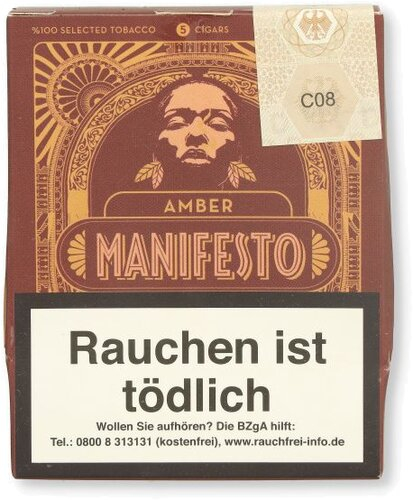 %100 SELECTED TOBACCO 5 CIGARS
C08
AMBER
MANIFESTO
Rauchen ist
tödlich
Wollen Sie aufhören? Die BZgA hilft:
Tel.: 0800 8 313131 (kostenfrei), www.rauchfrei-info.de